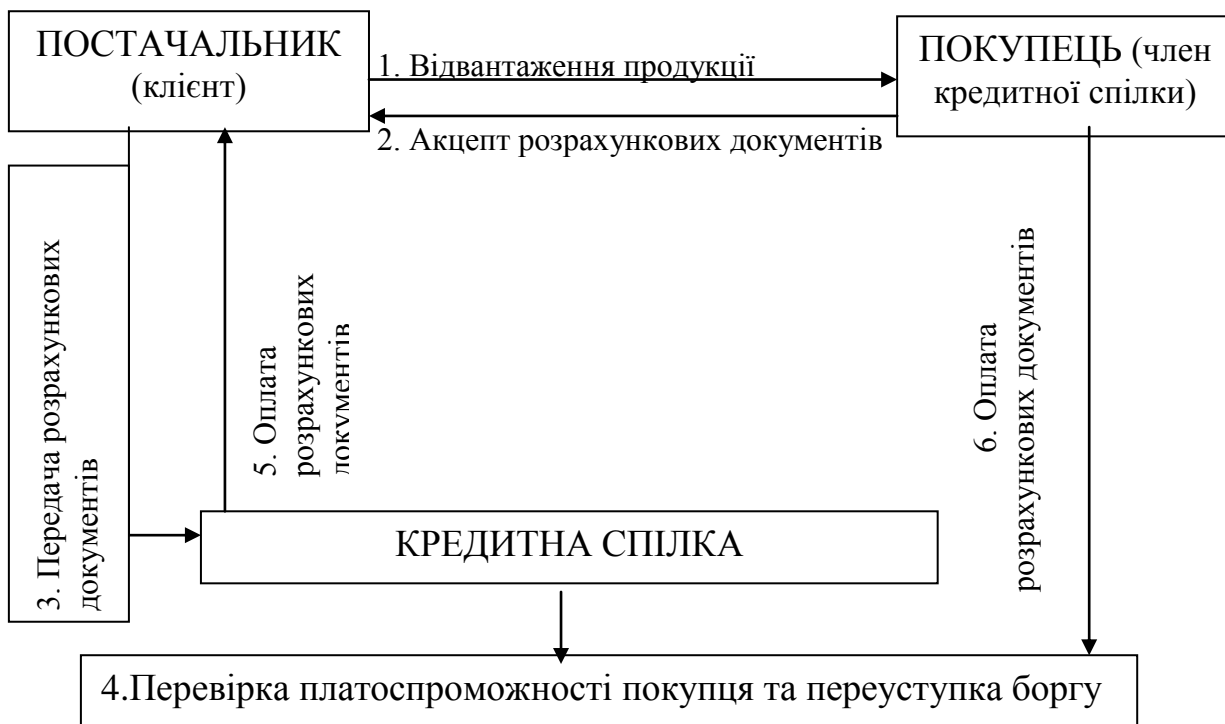 ПОСТАЧАЛЬНИК
(клієнт)
1. Відвантаження продукції
2. Акцепт розрахункових документів
ПОКУПЕЦЬ (член
кредитної спілки)
3. Передача розрахункових
документів
5. Оплата
розрахункових
документів
6. Оплата
розрахункових документів
КРЕДИТНА СПІЛКА
4.Перевірка платоспроможності покупця та переуступка боргу